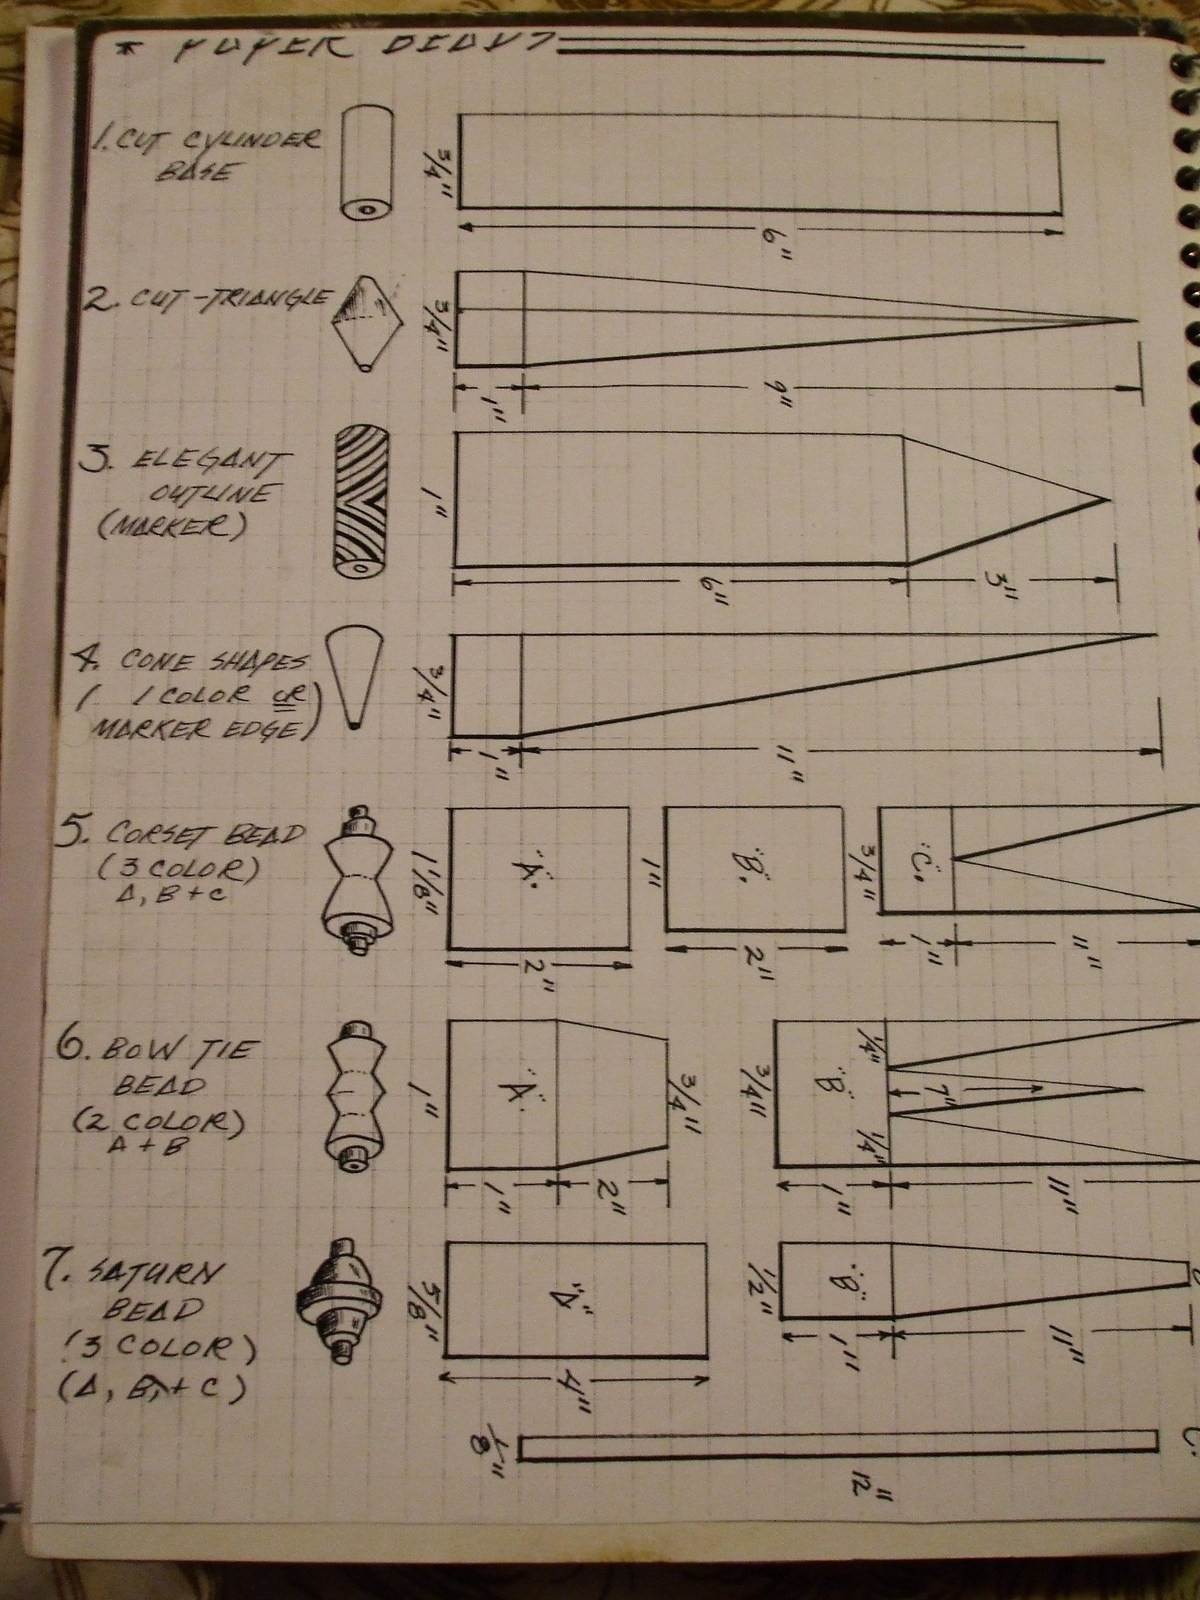 * PAPER BEADS
1. CUT CYLINDER
BASE
3/4"
6"
2. CUT-TRIANGLE
3/4"
1"
9"
3. ELEGANT
OUTLINE
(MARKER)
1"
6"
3"
4. CONE SHAPES
( 1 COLOR OR
MARKER EDGE)
3/4"
1"
11"
5. CORSET BEAD
(3 COLOR)
A, B + C
1 1/8"
"A"
2"
1"
"B"
2"
3/4"
"C"
1"
11"
6. BOW TIE
BEAD
(2 COLOR)
A + B
1"
"A"
3/4"
1"
2"
3/4"
"B"
1/4"
7"
1/4"
1"
11"
7. SATURN
BEAD
(3 COLOR)
(A, B, + C)
5/8"
"A"
4"
1/2"
"B"
1"
11"
1/8"
12"